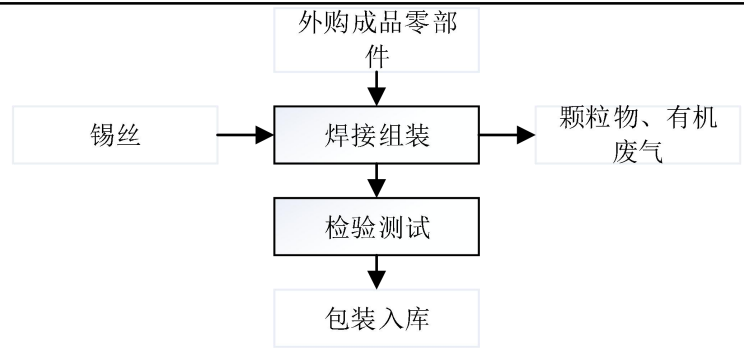 外购成品零部
件
锡丝
焊接组装
颗粒物、有机
废气
检验测试
包装入库